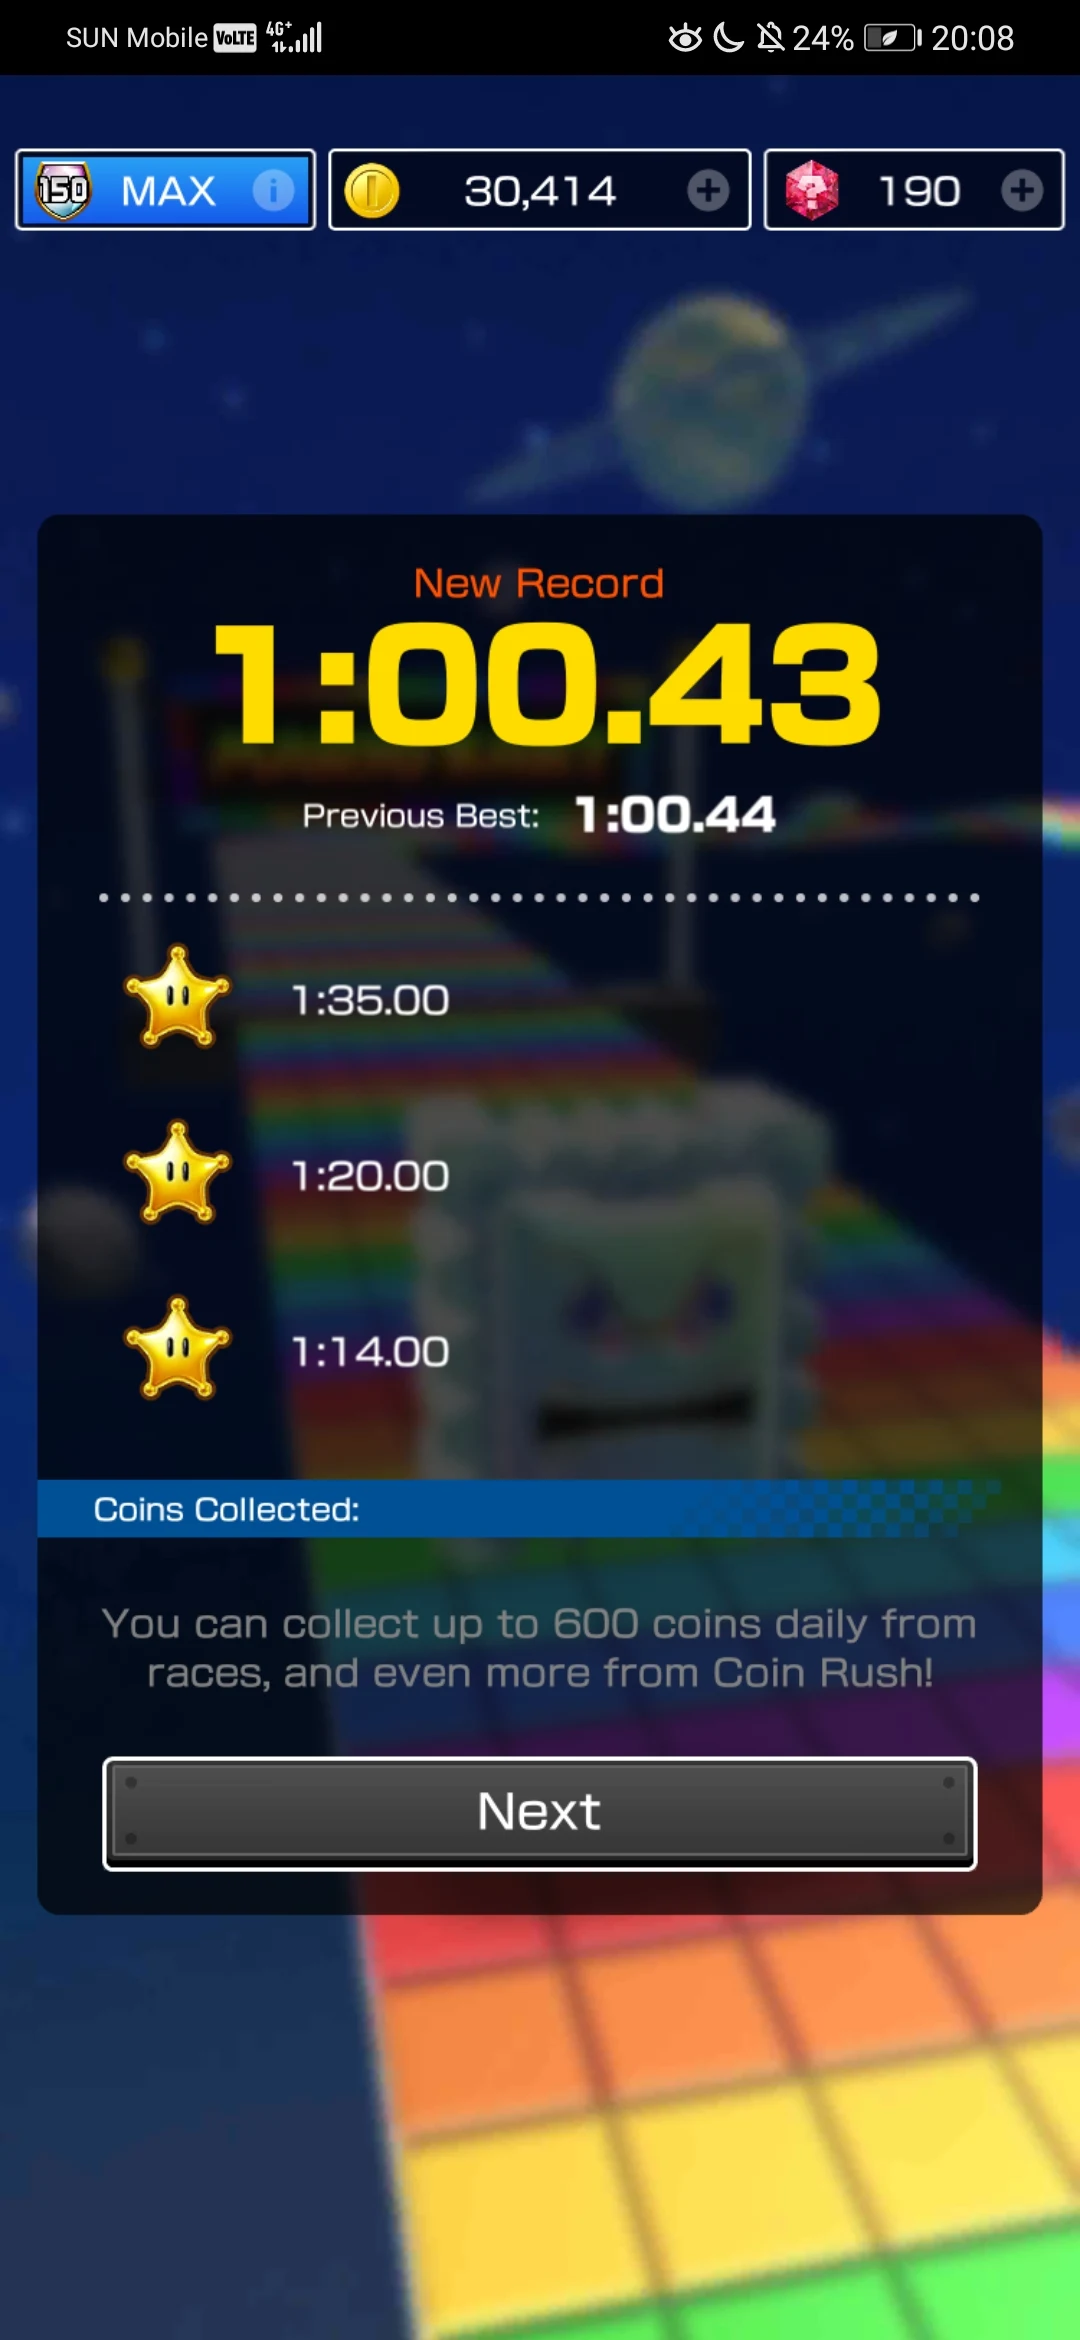 SUN Mobile VoLTE 4G+ 24% 20:08
150 MAX i 30,414 + 190 +
New Record
1:00.43
Previous Best: 1:00.44
1:35.00
1:20.00
1:14.00
Coins Collected:
You can collect up to 600 coins daily from
races, and even more from Coin Rush!
Next